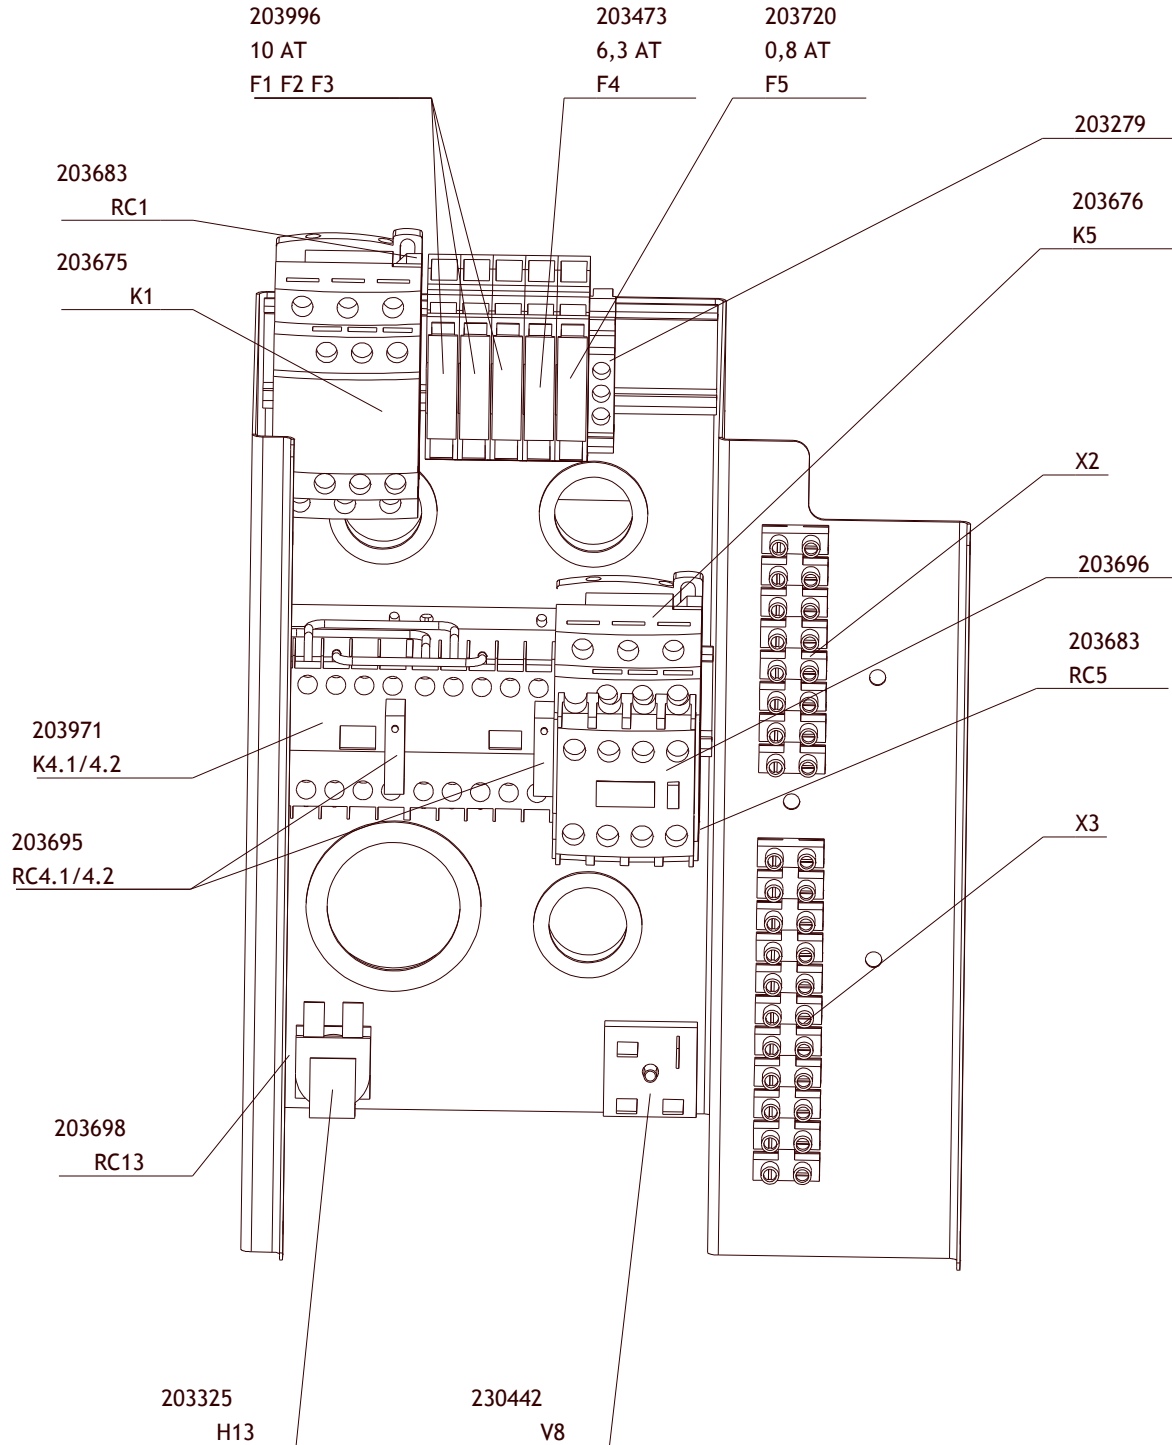 203996
10 AT
F1 F2 F3
203473
6,3 AT
F4
203720
0,8 AT
F5
203279
203683
RC1
203676
K5
203675
K1
X2
203696
203683
RC5
203971
K4.1/4.2
203695
RC4.1/4.2
X3
203698
RC13
203325
H13
230442
V8